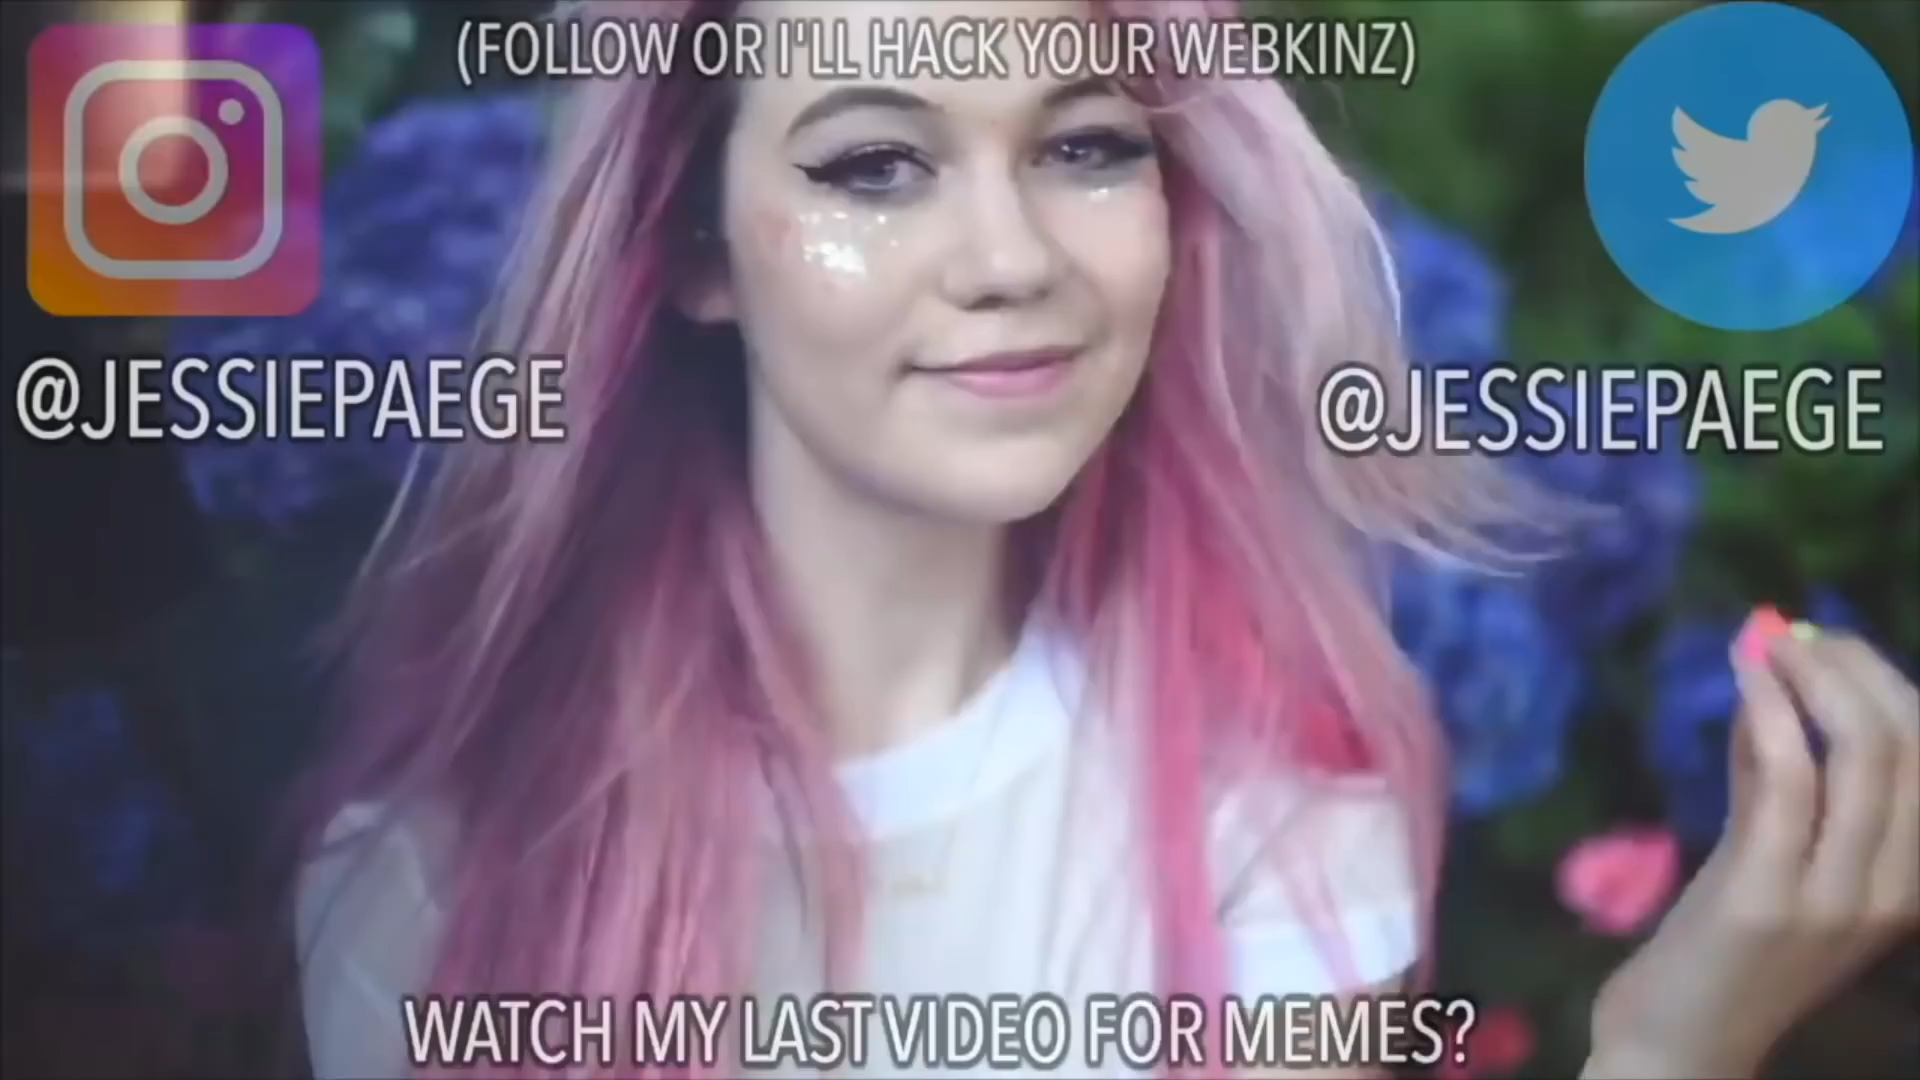 (FOLLOW OR I'LL HACK YOUR WEBKINZ)
@JESSIEPAEGE
@JESSIEPAEGE
WATCH MY LAST VIDEO FOR MEMES?